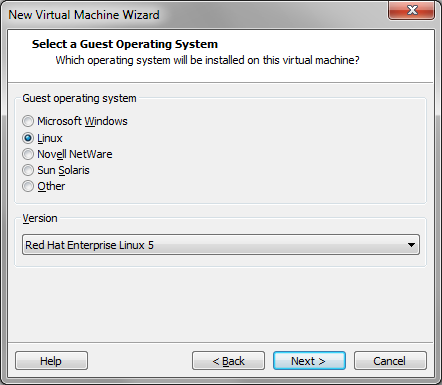 New Virtual Machine Wizard
Select a Guest Operating System
Which operating system will be installed on this virtual machine?
Guest operating system
Microsoft Windows
Linux
Novell NetWare
Sun Solaris
Other
Version
Red Hat Enterprise Linux 5
Help
< Back
Next >
Cancel